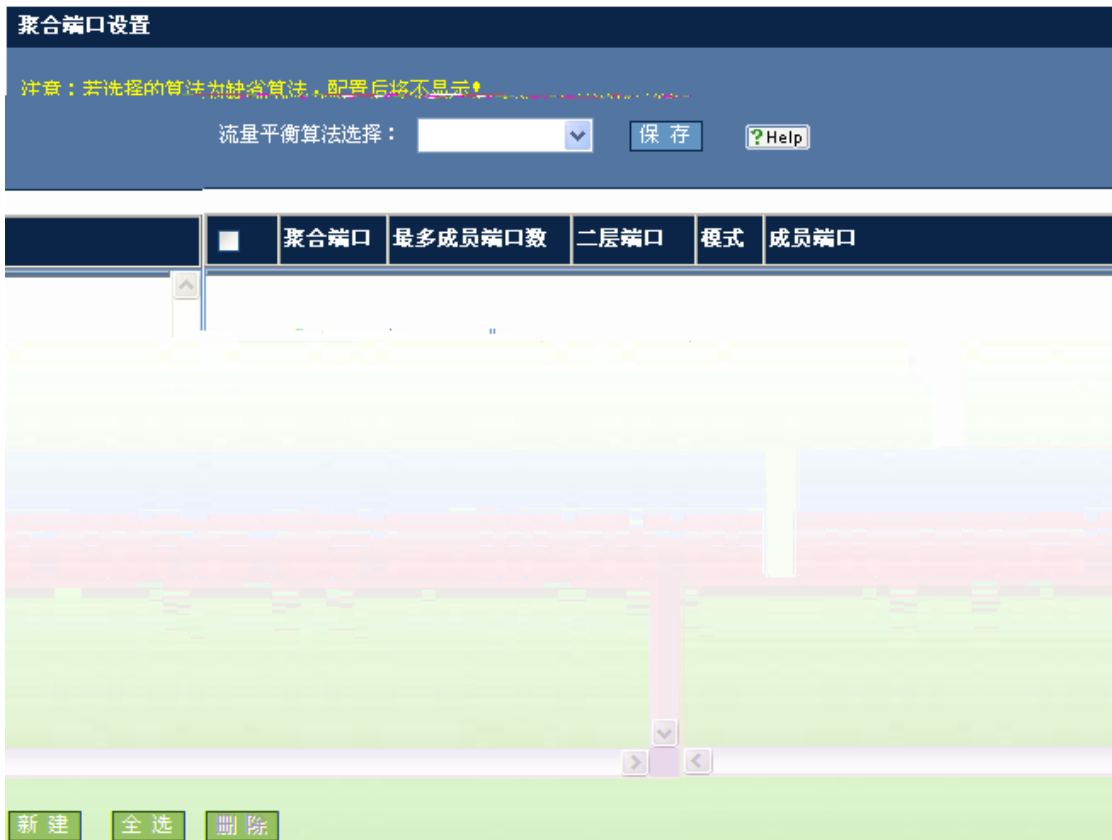 聚合端口设置
注意：若选择的算法为缺省算法，配置后将不显示！
流量平衡算法选择： 保 存 ?Help
聚合端口 最多成员端口数 二层端口 模式 成员端口
新 建 全 选 删 除